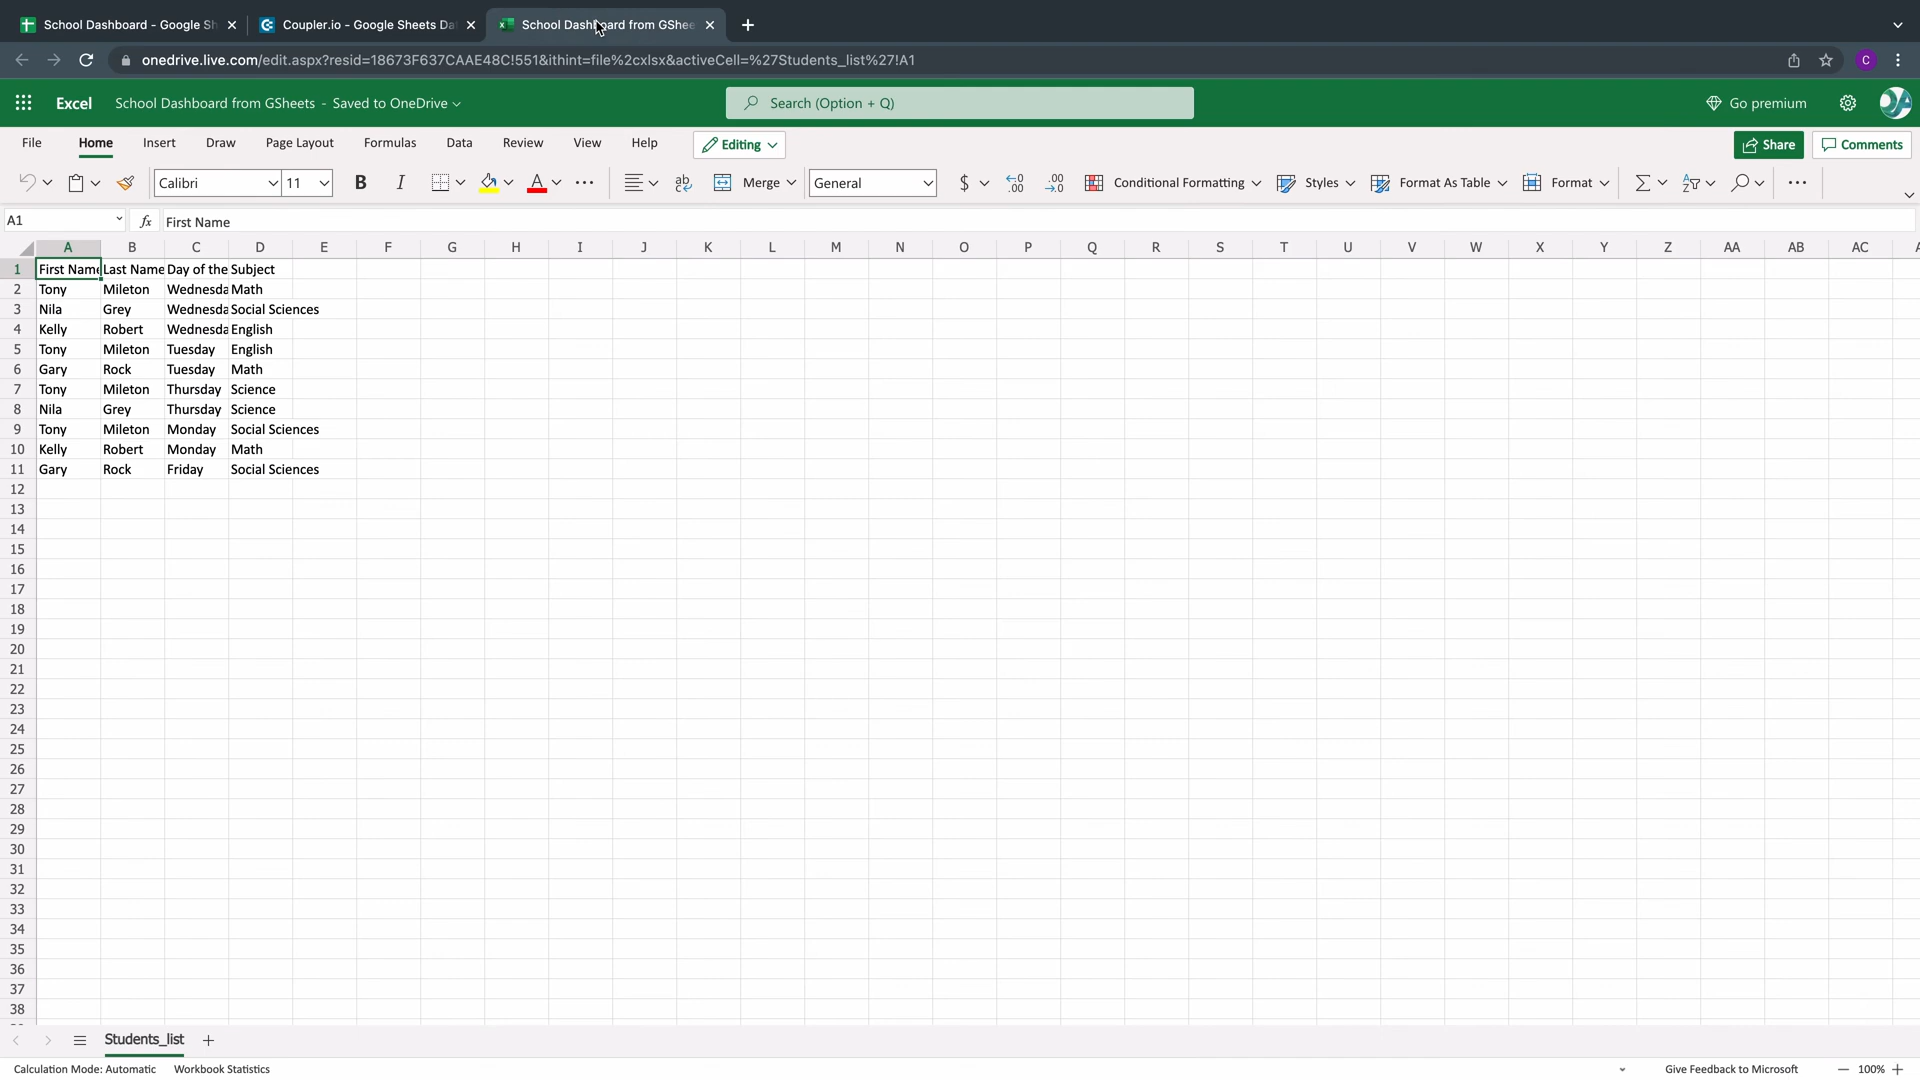 School Dashboard - Google Sh
Coupler.io - Google Sheets Da
School Dashboard from GShee
onedrive.live.com/edit.aspx?resid=18673F637CAAE48C!551&ithint=file%2cxlsx&activeCell=%27Students_list%27!A1
C
Excel School Dashboard from GSheets - Saved to OneDrive
Search (Option + Q)
Go premium
File Home Insert Draw Page Layout Formulas Data Review View Help Editing
Share Comments
Calibri 11 B I A ab Merge General $ .00 .00 Conditional Formatting Styles Format As Table Format
A1 fx First Name
A B C D E F G H I J K L M N O P Q R S T U V W X Y Z AA AB AC
1 First Name Last Name Day of the Subject
2 Tony Mileton Wednesda Math
3 Nila Grey Wednesda Social Sciences
4 Kelly Robert Wednesda English
5 Tony Mileton Tuesday English
6 Gary Rock Tuesday Math
7 Tony Mileton Thursday Science
8 Nila Grey Thursday Science
9 Tony Mileton Monday Social Sciences
10 Kelly Robert Monday Math
11 Gary Rock Friday Social Sciences
12
13
14
15
16
17
18
19
20
21
22
23
24
25
26
27
28
29
30
31
32
33
34
35
36
37
38
Students_list
Calculation Mode: Automatic Workbook Statistics
Give Feedback to Microsoft 100%